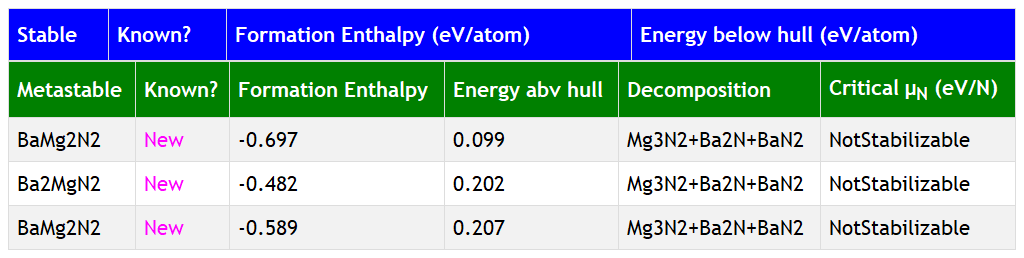 Stable Known? Formation Enthalpy (eV/atom) Energy below hull (eV/atom)
Metastable Known? Formation Enthalpy Energy abv hull Decomposition Critical μN (eV/N)
BaMg2N2 New -0.697 0.099 Mg3N2+Ba2N+BaN2 NotStabilizable
Ba2MgN2 New -0.482 0.202 Mg3N2+Ba2N+BaN2 NotStabilizable
BaMg2N2 New -0.589 0.207 Mg3N2+Ba2N+BaN2 NotStabilizable